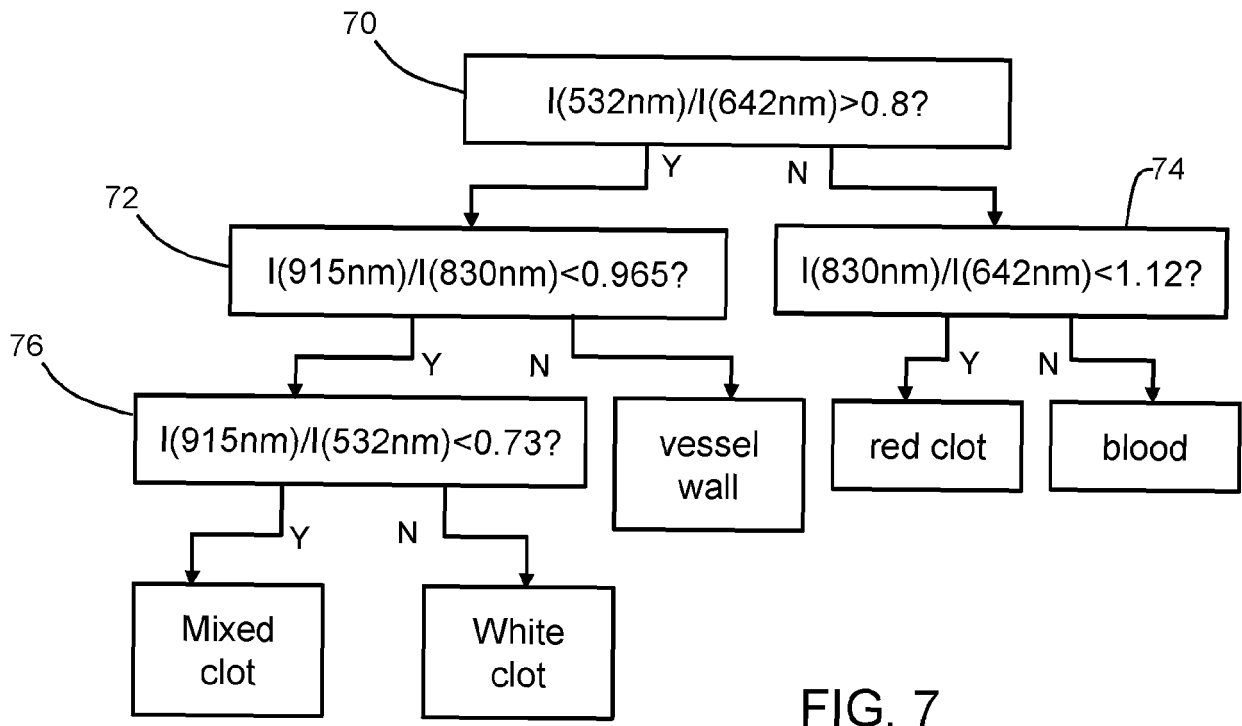 70
I(532nm)/I(642nm)>0.8?
Y
N
72
74
I(915nm)/I(830nm)<0.965?
I(830nm)/I(642nm)<1.12?
76
Y
N
Y
N
I(915nm)/I(532nm)<0.73?
vessel
wall
red clot
blood
Y
N
Mixed
clot
White
clot
FIG. 7